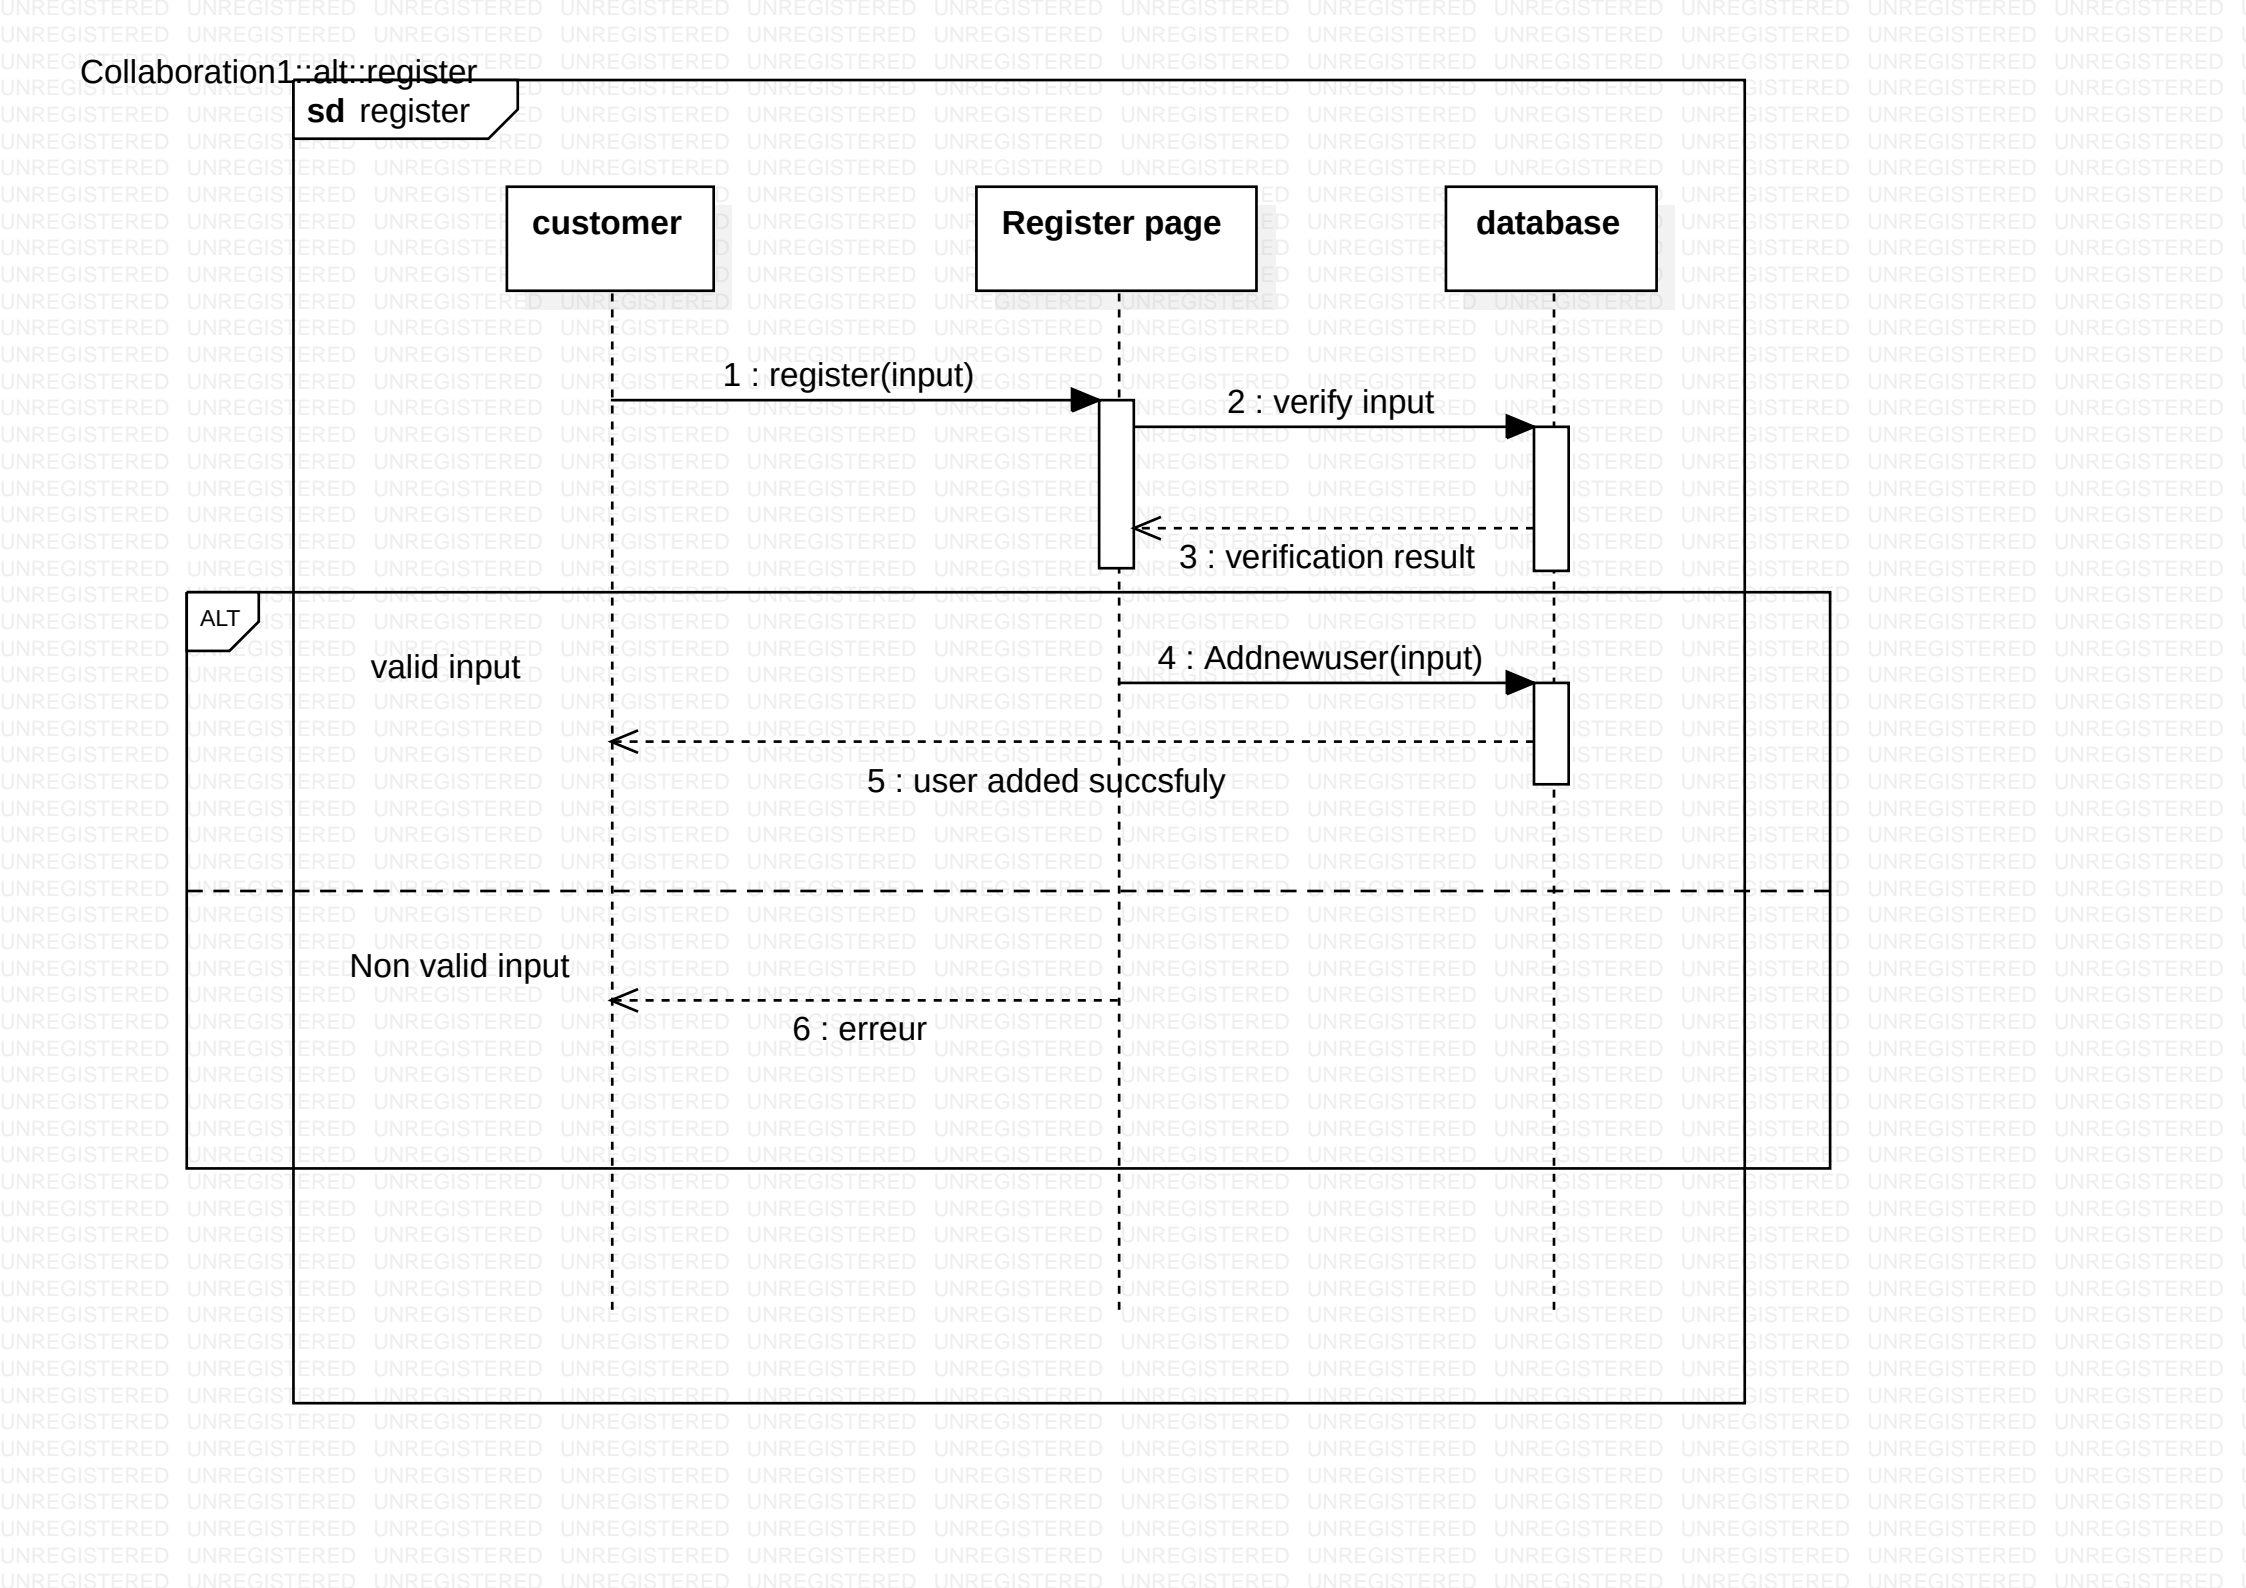 Collaboration1::alt::register
sd register
customer
Register page
database
1 : register(input)
2 : verify input
3 : verification result
ALT
valid input
4 : Addnewuser(input)
5 : user added succsfuly
Non valid input
6 : erreur
UNREGISTERED